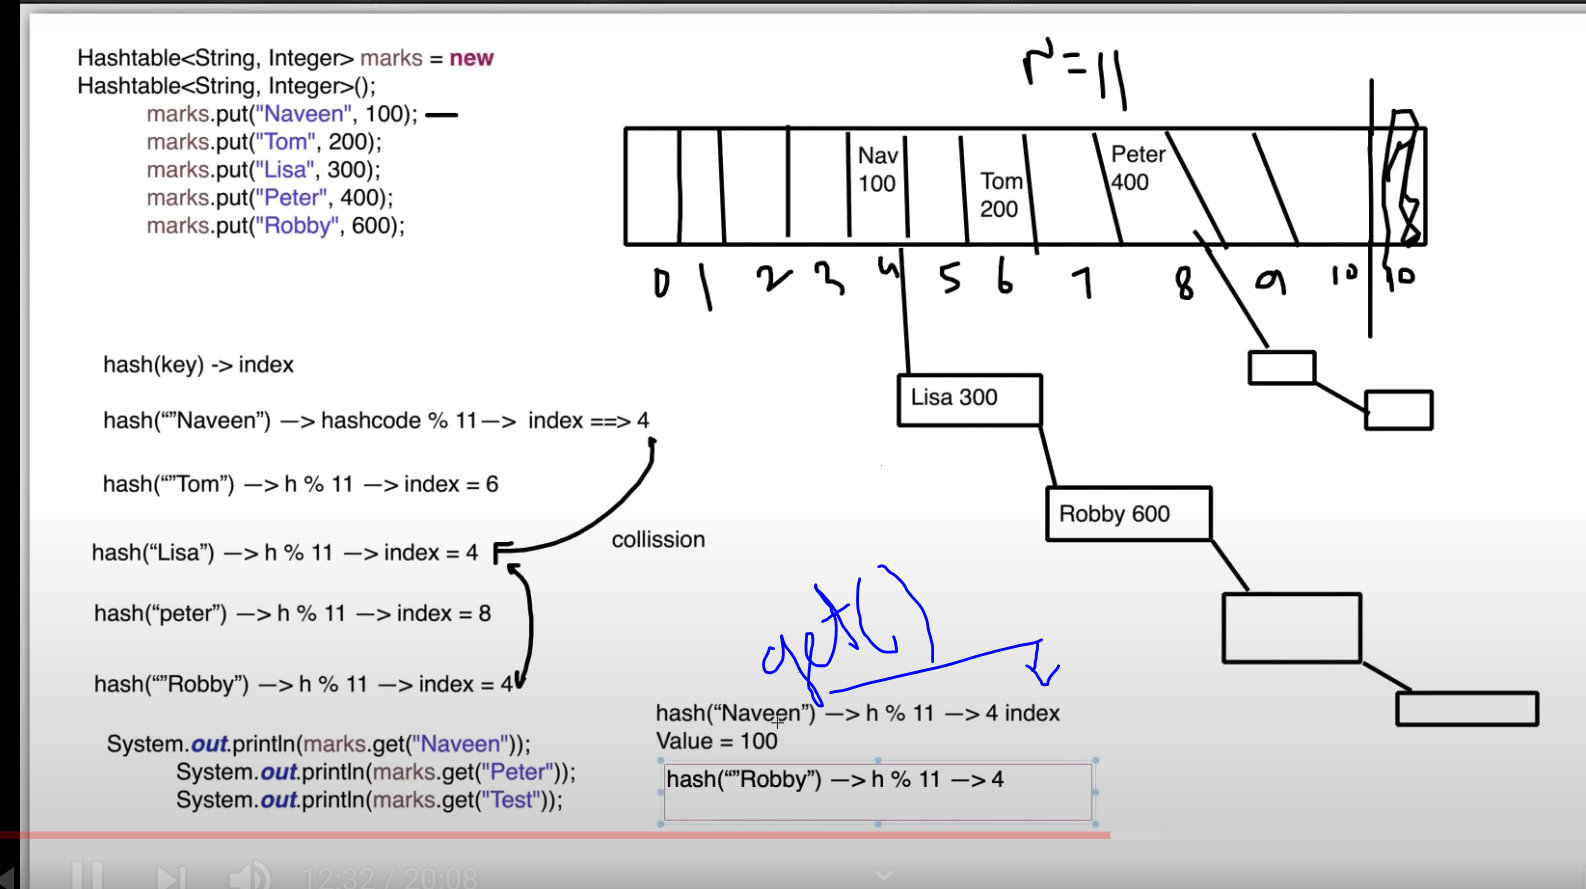 Hashtable<String, Integer> marks = new
Hashtable<String, Integer>();
marks.put("Naveen", 100);
marks.put("Tom", 200);
marks.put("Lisa", 300);
marks.put("Peter", 400);
marks.put("Robby", 600);
n=11
Nav
100
Tom
200
Peter
400
0 1 2 3 4 5 6 7 8 9 10 10
hash(key) -> index
hash(“”Naveen”) —> hashcode % 11—> index ==> 4
hash(“”Tom”) —> h % 11 —> index = 6
hash(“Lisa”) —> h % 11 —> index = 4
collission
hash(“peter”) —> h % 11 —> index = 8
hash(“”Robby”) —> h % 11 —> index = 4
Lisa 300
Robby 600
get()
System.out.println(marks.get("Naveen"));
System.out.println(marks.get("Peter"));
System.out.println(marks.get("Test"));
hash(“Naveen”) —> h % 11 —> 4 index
Value = 100
hash(“”Robby”) —> h % 11 —> 4
12:32 / 20:08